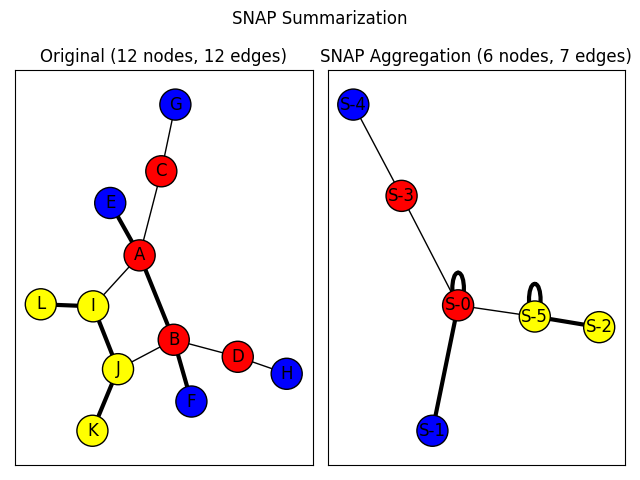 SNAP Summarization
Original (12 nodes, 12 edges)
SNAP Aggregation (6 nodes, 7 edges)
G
C
E
A
L
I
B
D
H
J
F
K
S-4
S-3
S-0
S-5
S-2
S-1